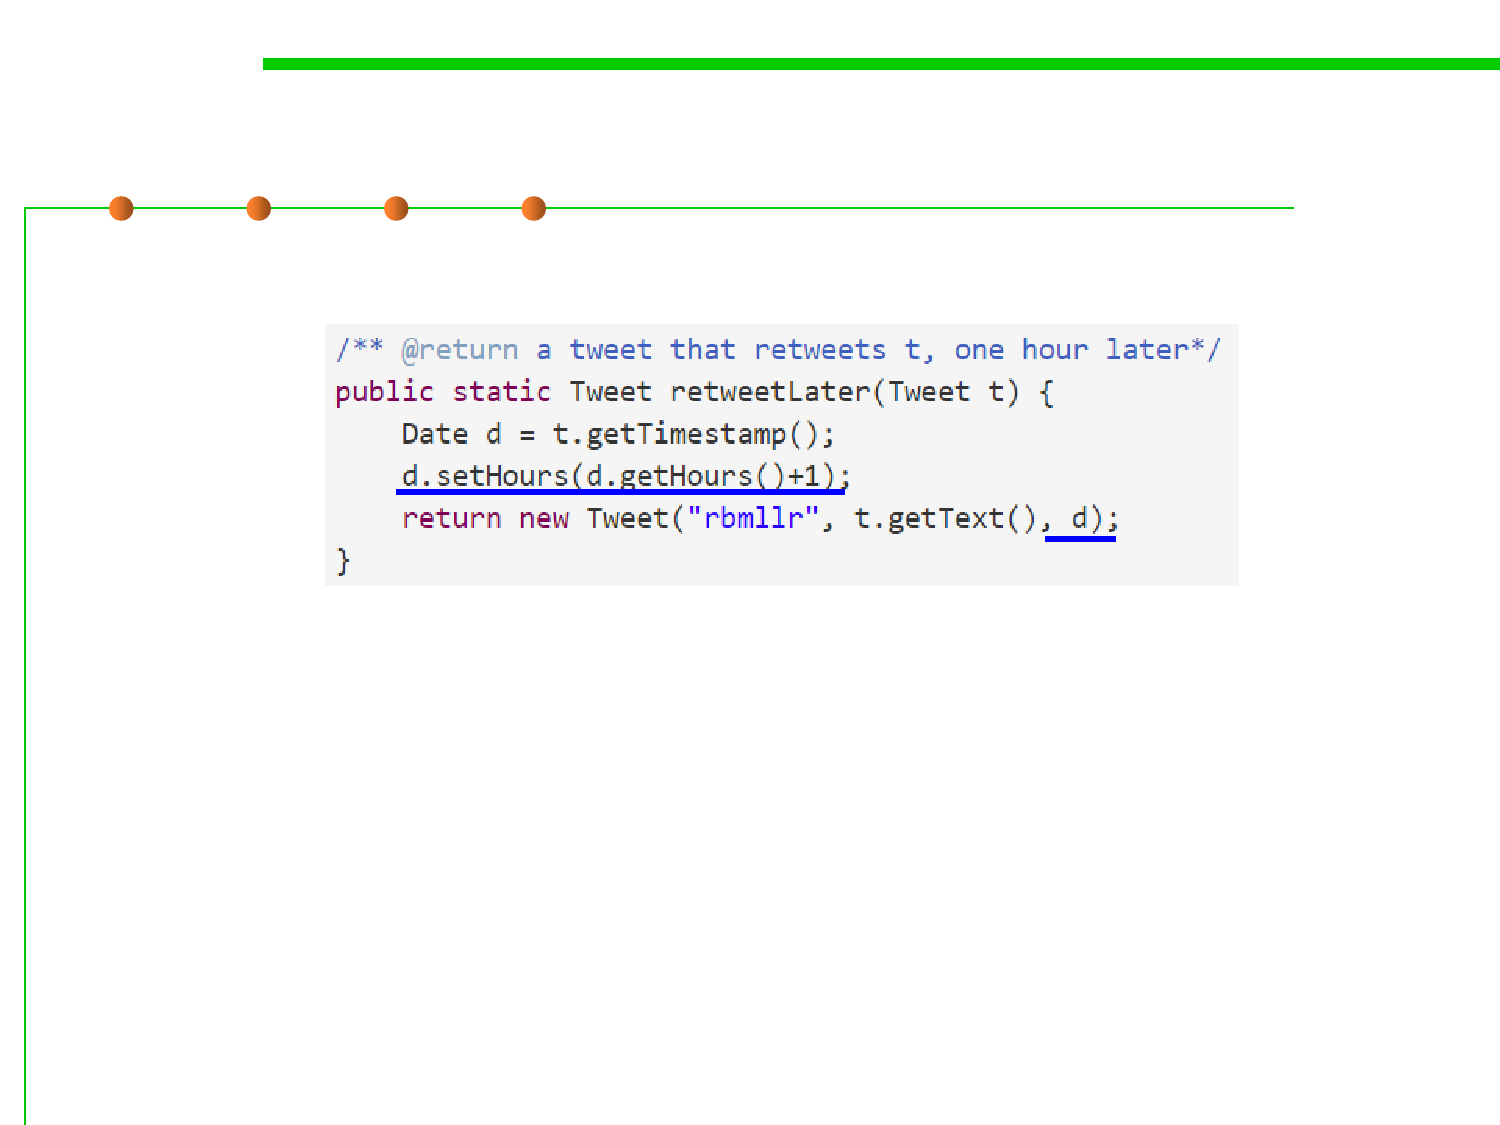 /** @return a tweet that retweets t, one hour later*/
public static Tweet retweetLater(Tweet t) {
    Date d = t.getTimestamp();
    d.setHours(d.getHours()+1);
    return new Tweet("rbmllr", t.getText(), d);
}